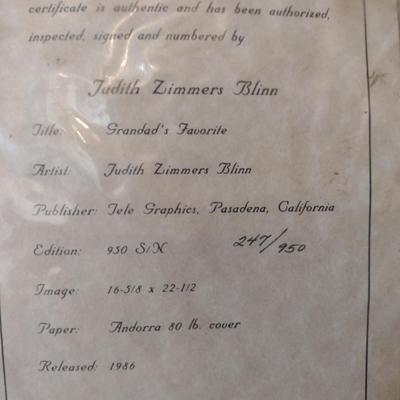 certificate is authentic and has been authorized,
inspected, signed and numbered by
Judith Zimmers Blinn
Title: Grandad's Favorite
Artist: Judith Zimmers Blinn
Publisher: Tele Graphics, Pasadena, California
Edition: 950 S/N 247/950
Image: 16-5/8 x 22-1/2
Paper: Andorra 80 lb. cover
Released: 1986